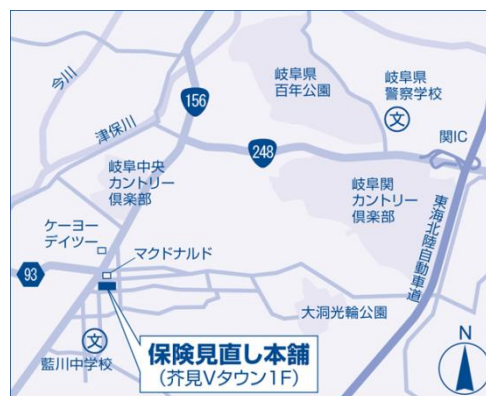 今川
津保川
156
岐阜県
百年公園
岐阜県
警察学校
文
関IC
248
岐阜中央
カントリー
倶楽部
岐阜関
カントリー
倶楽部
東海北陸自動車道
ケーヨー
デイツー
マクドナルド
93
大洞光輪公園
文
藍川中学校
保険見直し本舗
(芥見Vタウン1F)
N